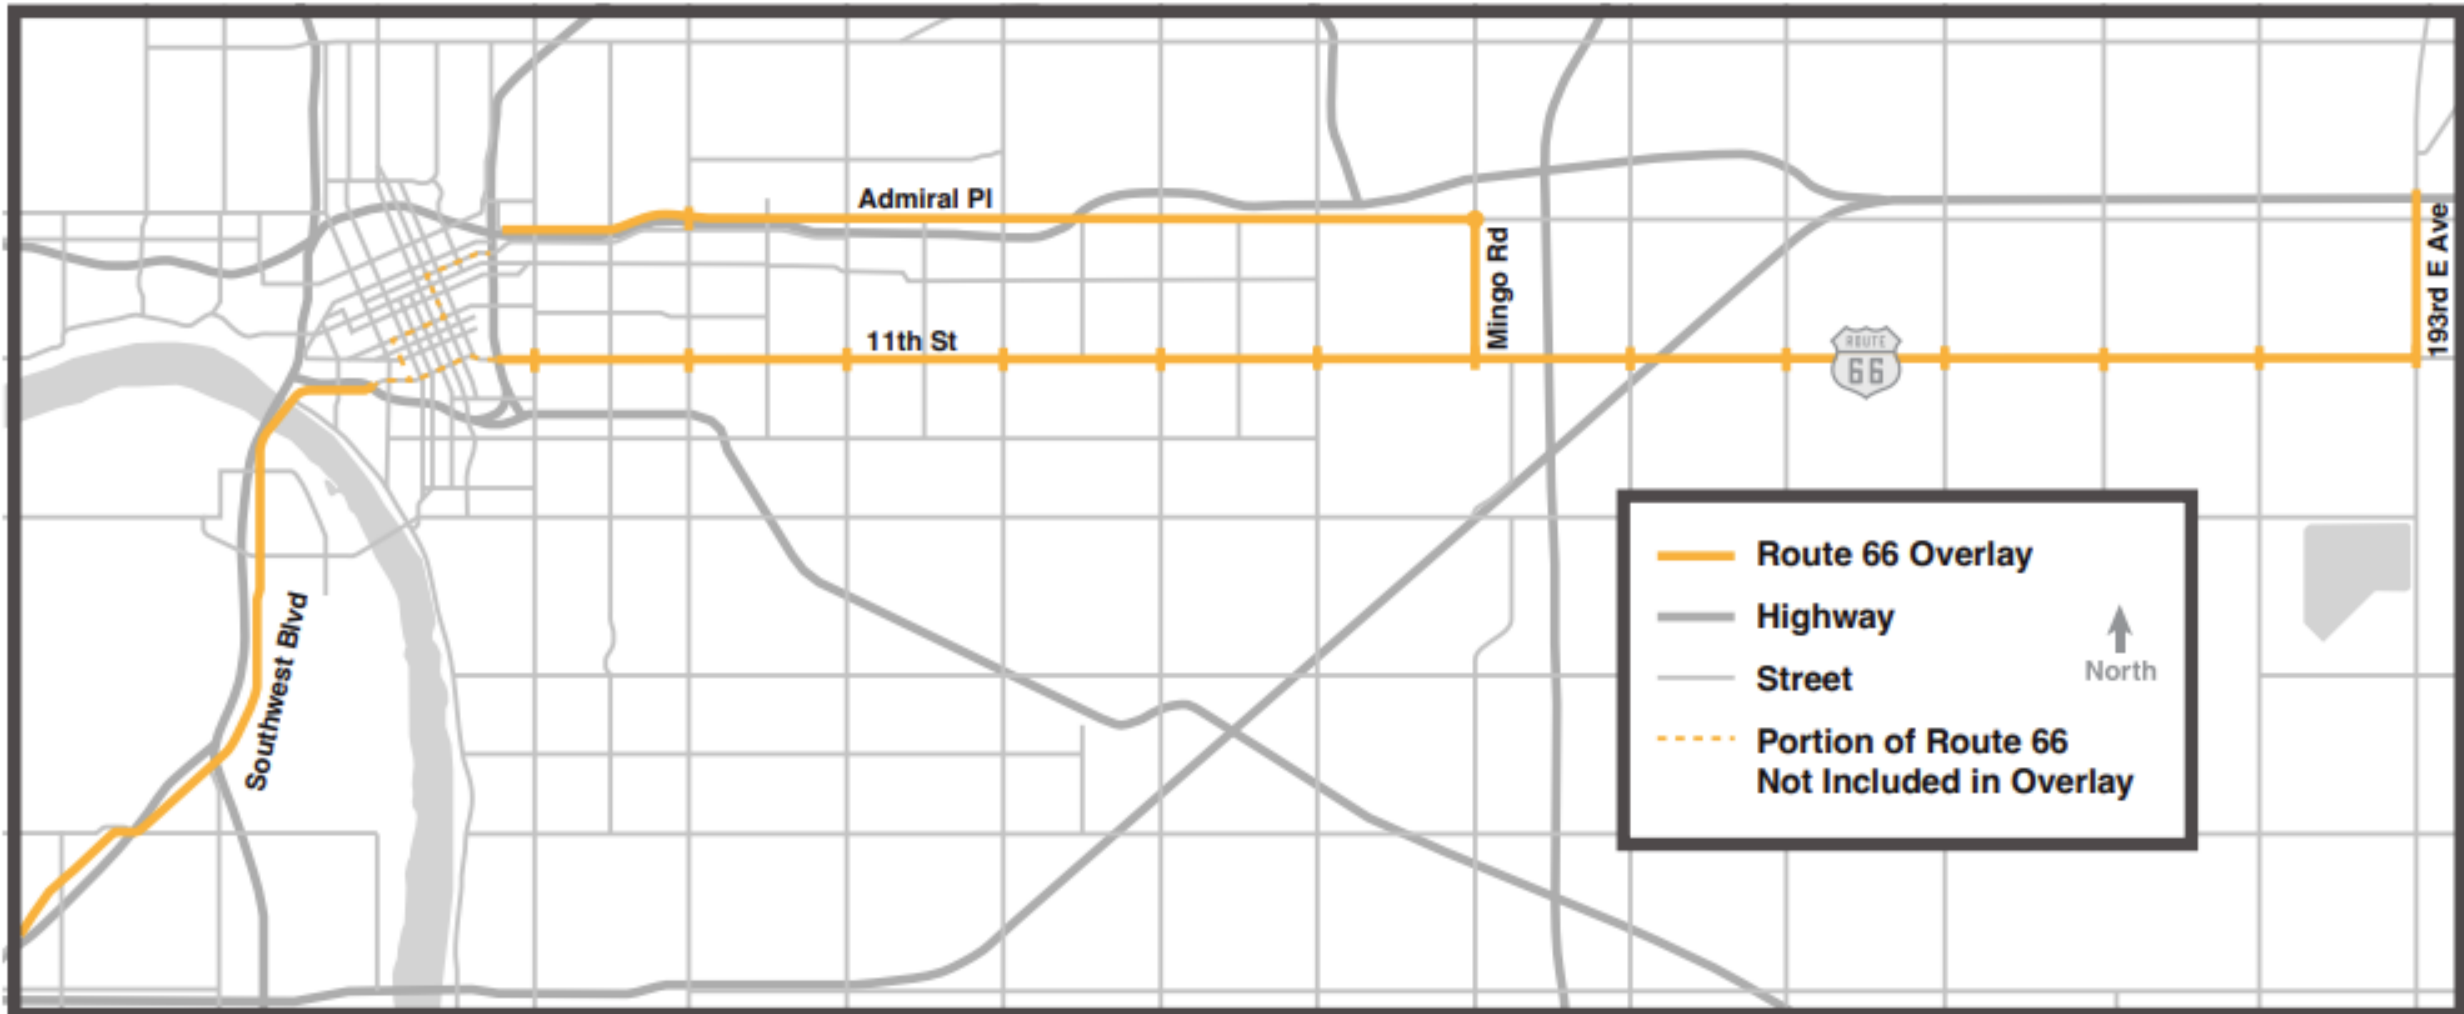 Admiral Pl
Mingo Rd
193rd E Ave
11th St
ROUTE
66
Southwest Blvd
Route 66 Overlay
Highway
Street
North
Portion of Route 66
Not Included in Overlay